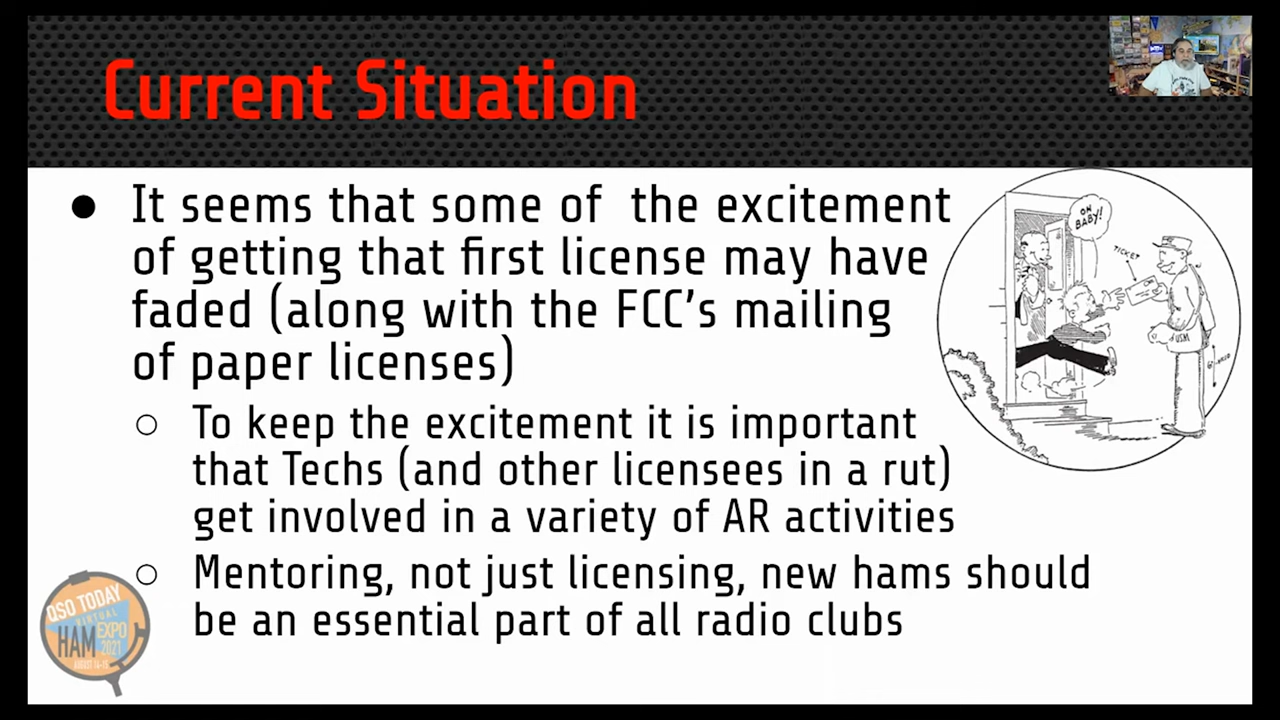 Current Situation
● It seems that some of the excitement
of getting that first license may have
faded (along with the FCC's mailing
of paper licenses)
○ To keep the excitement it is important
that Techs (and other licensees in a rut)
get involved in a variety of AR activities
○ Mentoring, not just licensing, new hams should
be an essential part of all radio clubs
OH
BABY!
TICKET
QSO TODAY
VIRTUAL
HAM EXPO
2021
AUGUST 14-15